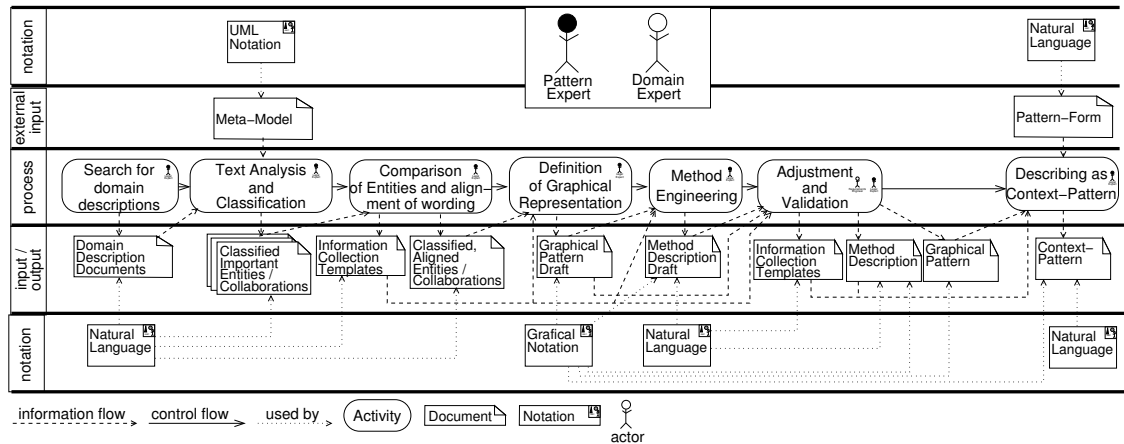 notation
UML
Notation
Pattern
Expert
Domain
Expert
Natural
Language
external
input
Meta-Model
Pattern-Form
process
Search for
domain
descriptions
Text Analysis
and
Classification
Comparison
of Entities and align-
ment of wording
Definition
of Graphical
Representation
Method
Engineering
Adjustment
and
Validation
Describing as
Context-Pattern
input /
output
Domain
Description
Documents
Classified
Important
Entities /
Collaborations
Information
Collection
Templates
Classified,
Aligned
Entities /
Collaborations
Graphical
Pattern
Draft
Method
Description
Draft
Information
Collection
Templates
Method
Description
Graphical
Pattern
Context-
Pattern
notation
Natural
Language
Grafical
Notation
Natural
Language
Natural
Language
information flow
control flow
used by
Activity
Document
Notation
actor